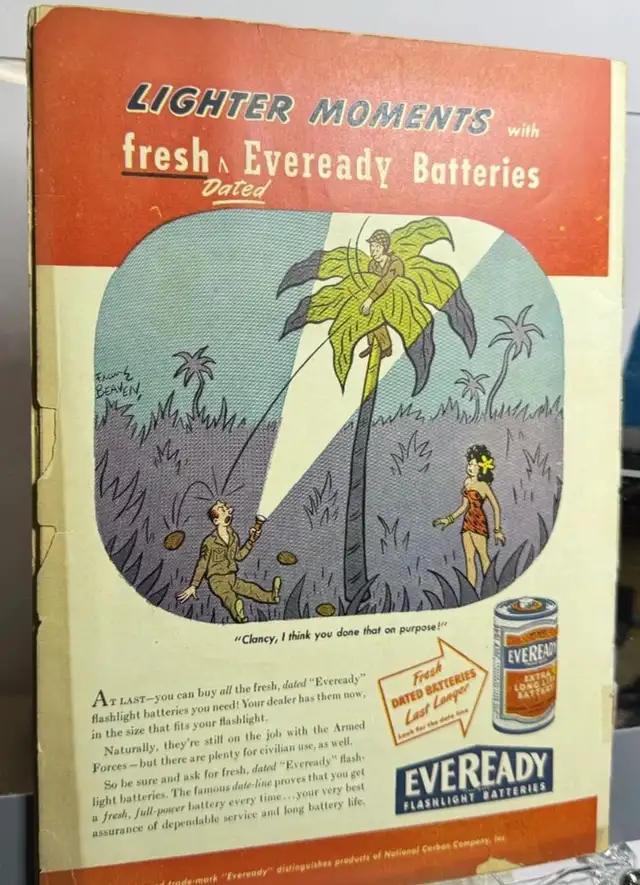 LIGHTER MOMENTS with
fresh ^ Eveready Batteries
Dated
FRANK
BEAVEN,
"Clancy, I think you done that on purpose!"
AT LAST—you can buy all the fresh, dated "Eveready"
flashlight batteries you need! Your dealer has them now,
in the size that fits your flashlight.
Naturally, they're still on the job with the Armed
Forces—but there are plenty for civilian use, as well.
So be sure and ask for fresh, dated "Eveready" flash-
light batteries. The famous date-line proves that you get
a fresh, full-power battery every time...your very best
assurance of dependable service and long battery life.
Fresh
DATED BATTERIES
Last Longer
Look for the date line
EVEREADY
EXTRA
LONG LIFE
BATTERY
EVEREADY
FLASHLIGHT BATTERIES
trade-mark "Eveready" distinguishes products of National Carbon Company, Inc.